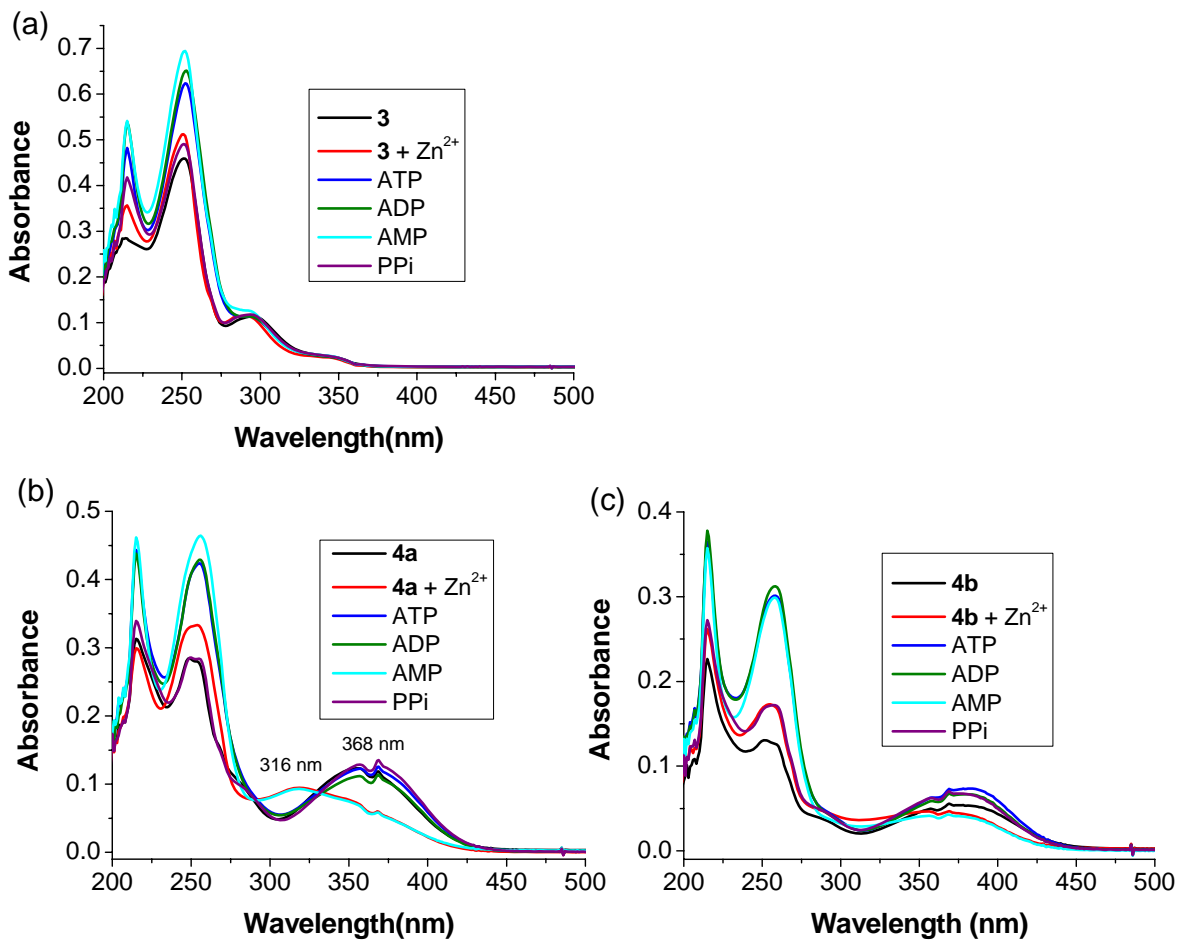 (a)
0.7
0.6
0.5
0.4
0.3
0.2
0.1
0.0
Absorbance
3
3 + Zn²⁺
ATP
ADP
AMP
PPi
200 250 300 350 400 450 500
Wavelength(nm)
(b)
0.5
0.4
0.3
0.2
0.1
0.0
Absorbance
4a
4a + Zn²⁺
ATP
ADP
AMP
PPi
316 nm
368 nm
200 250 300 350 400 450 500
Wavelength(nm)
(c)
0.4
0.3
0.2
0.1
0.0
Absorbance
4b
4b + Zn²⁺
ATP
ADP
AMP
PPi
200 250 300 350 400 450 500
Wavelength (nm)